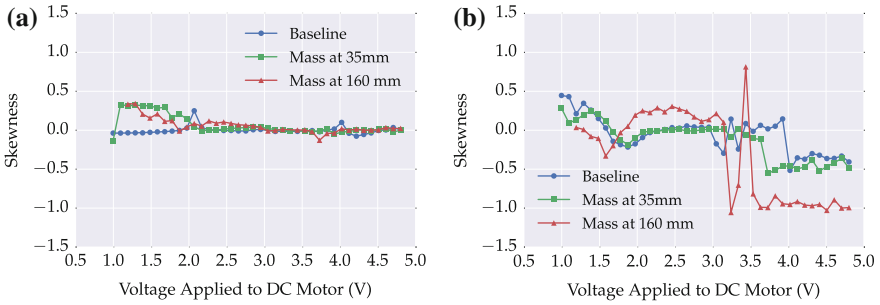 (a)
1.5
1.0
0.5
0.0
−0.5
−1.0
−1.5
Skewness
Baseline
Mass at 35mm
Mass at 160 mm
0.5 1.0 1.5 2.0 2.5 3.0 3.5 4.0 4.5 5.0
Voltage Applied to DC Motor (V)
(b)
1.5
1.0
0.5
0.0
−0.5
−1.0
−1.5
Skewness
Baseline
Mass at 35mm
Mass at 160 mm
0.5 1.0 1.5 2.0 2.5 3.0 3.5 4.0 4.5 5.0
Voltage Applied to DC Motor (V)